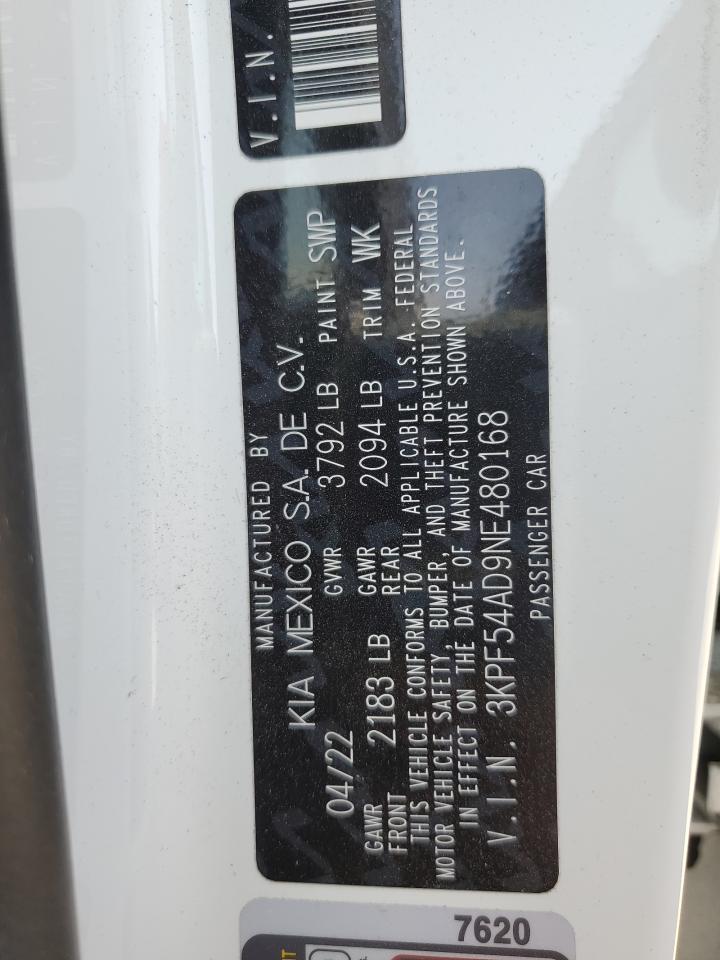 V.I.N.
MANUFACTURED BY
KIA MEXICO S.A. DE C.V.
04/22 GVWR 3792 LB PAINT SWP
GAWR FRONT 2183 LB GAWR REAR 2094 LB TRIM WK
THIS VEHICLE CONFORMS TO ALL APPLICABLE U.S.A. FEDERAL
MOTOR VEHICLE SAFETY, BUMPER, AND THEFT PREVENTION STANDARDS
IN EFFECT ON THE DATE OF MANUFACTURE SHOWN ABOVE.
V.I.N. 3KPF54AD9NE480168
PASSENGER CAR
7620